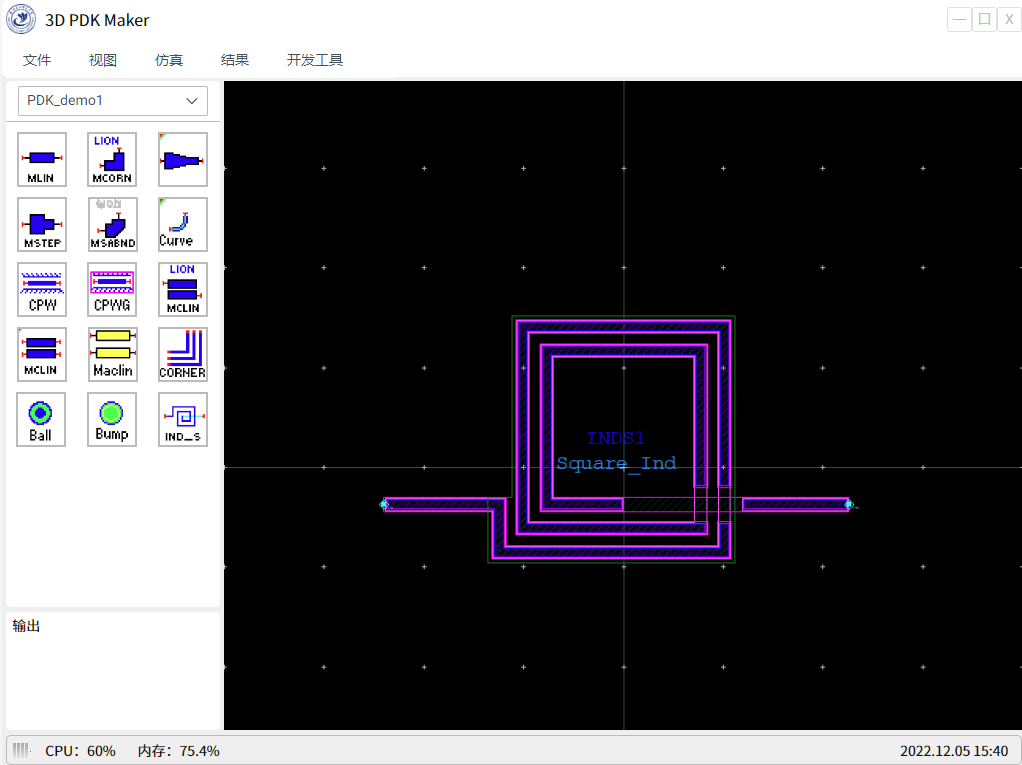 3D PDK Maker
— 口 X
文件 视图 仿真 结果 开发工具
PDK_demo1
MLIN
LION
MCORN
MSTEP
MSABND
Curve
CPW
CPWG
LION
MCLIN
MCLIN
Maclin
CORNER
Ball
Bump
IND_S
INDS1
Square_Ind
输出
CPU：60% 内存：75.4%
2022.12.05 15:40